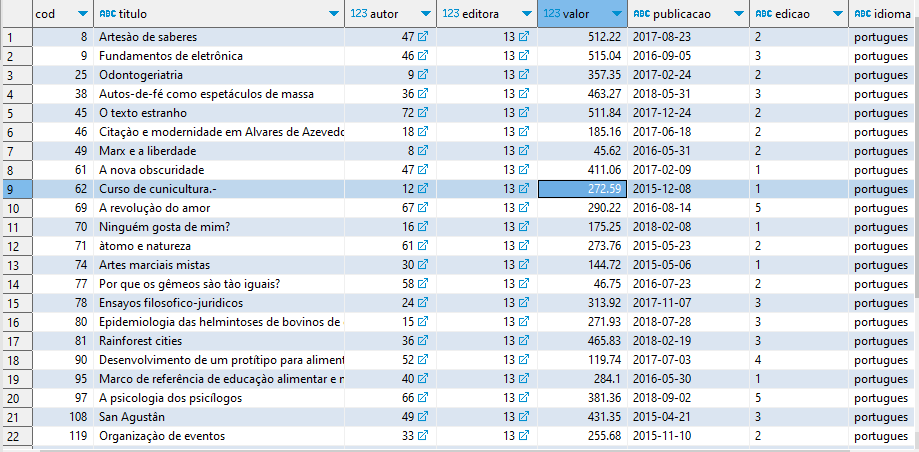 cod ABC titulo 123 autor 123 editora 123 valor ABC publicacao ABC edicao ABC idioma
1 8 Artesào de saberes 47 13 512.22 2017-08-23 2 portugues
2 9 Fundamentos de eletrônica 46 13 515.04 2016-09-05 3 portugues
3 25 Odontogeriatria 9 13 357.35 2017-02-24 2 portugues
4 38 Autos-de-fé como espetáculos de massa 36 13 463.27 2018-05-31 3 portugues
5 45 O texto estranho 72 13 511.84 2017-12-24 2 portugues
6 46 Citaçào e modernidade em Alvares de Azevedo 18 13 185.16 2017-06-18 2 portugues
7 49 Marx e a liberdade 8 13 45.62 2016-05-31 2 portugues
8 61 A nova obscuridade 47 13 411.06 2017-02-09 1 portugues
9 62 Curso de cunicultura.- 12 13 272.59 2015-12-08 1 portugues
10 69 A revoluçào do amor 67 13 290.22 2016-08-14 5 portugues
11 70 Ninguém gosta de mim? 16 13 175.25 2018-02-08 1 portugues
12 71 àtomo e natureza 61 13 273.76 2015-05-23 2 portugues
13 74 Artes marciais mistas 30 13 144.72 2015-05-06 1 portugues
14 77 Por que os gêmeos sào tào iguais? 58 13 46.75 2016-07-23 2 portugues
15 78 Ensayos filosofico-juridicos 24 13 313.92 2017-11-07 3 portugues
16 80 Epidemiologia das helmintoses de bovinos de 15 13 271.93 2018-07-28 3 portugues
17 81 Rainforest cities 36 13 465.83 2018-02-19 3 portugues
18 90 Desenvolvimento de um protítipo para aliment 52 13 119.74 2017-07-03 4 portugues
19 95 Marco de referência de educaçào alimentar e 40 13 284.1 2016-05-30 1 portugues
20 97 A psicologia dos psicílogos 66 13 381.36 2018-09-02 5 portugues
21 108 San Agustân 49 13 431.35 2015-04-21 3 portugues
22 119 Organizaçào de eventos 33 13 255.68 2015-11-10 2 portugues